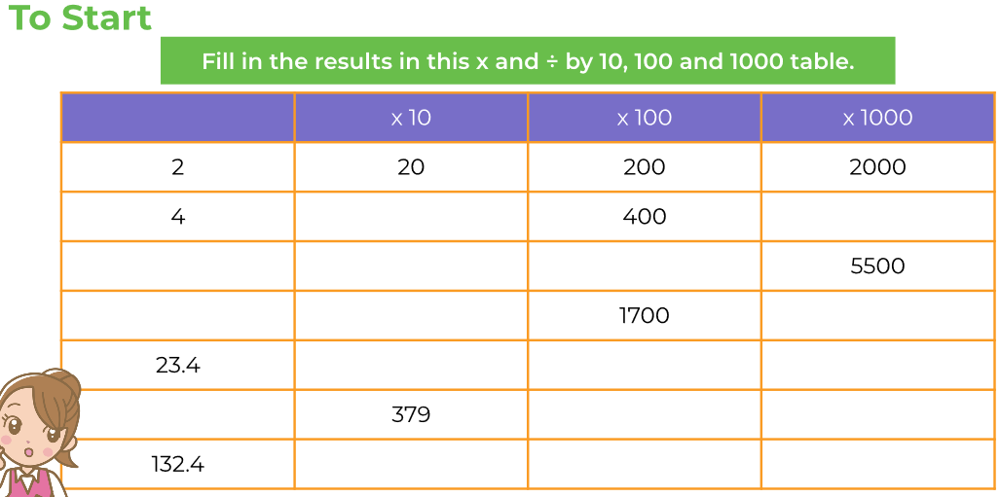 To Start
Fill in the results in this x and ÷ by 10, 100 and 1000 table.
x 10 x 100 x 1000
2 20 200 2000
4 400
5500
1700
23.4
379
132.4